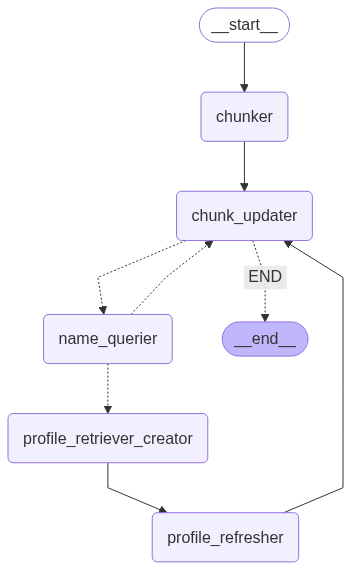 __start__
chunker
chunk_updater
END
name_querier
__end__
profile_retriever_creator
profile_refresher